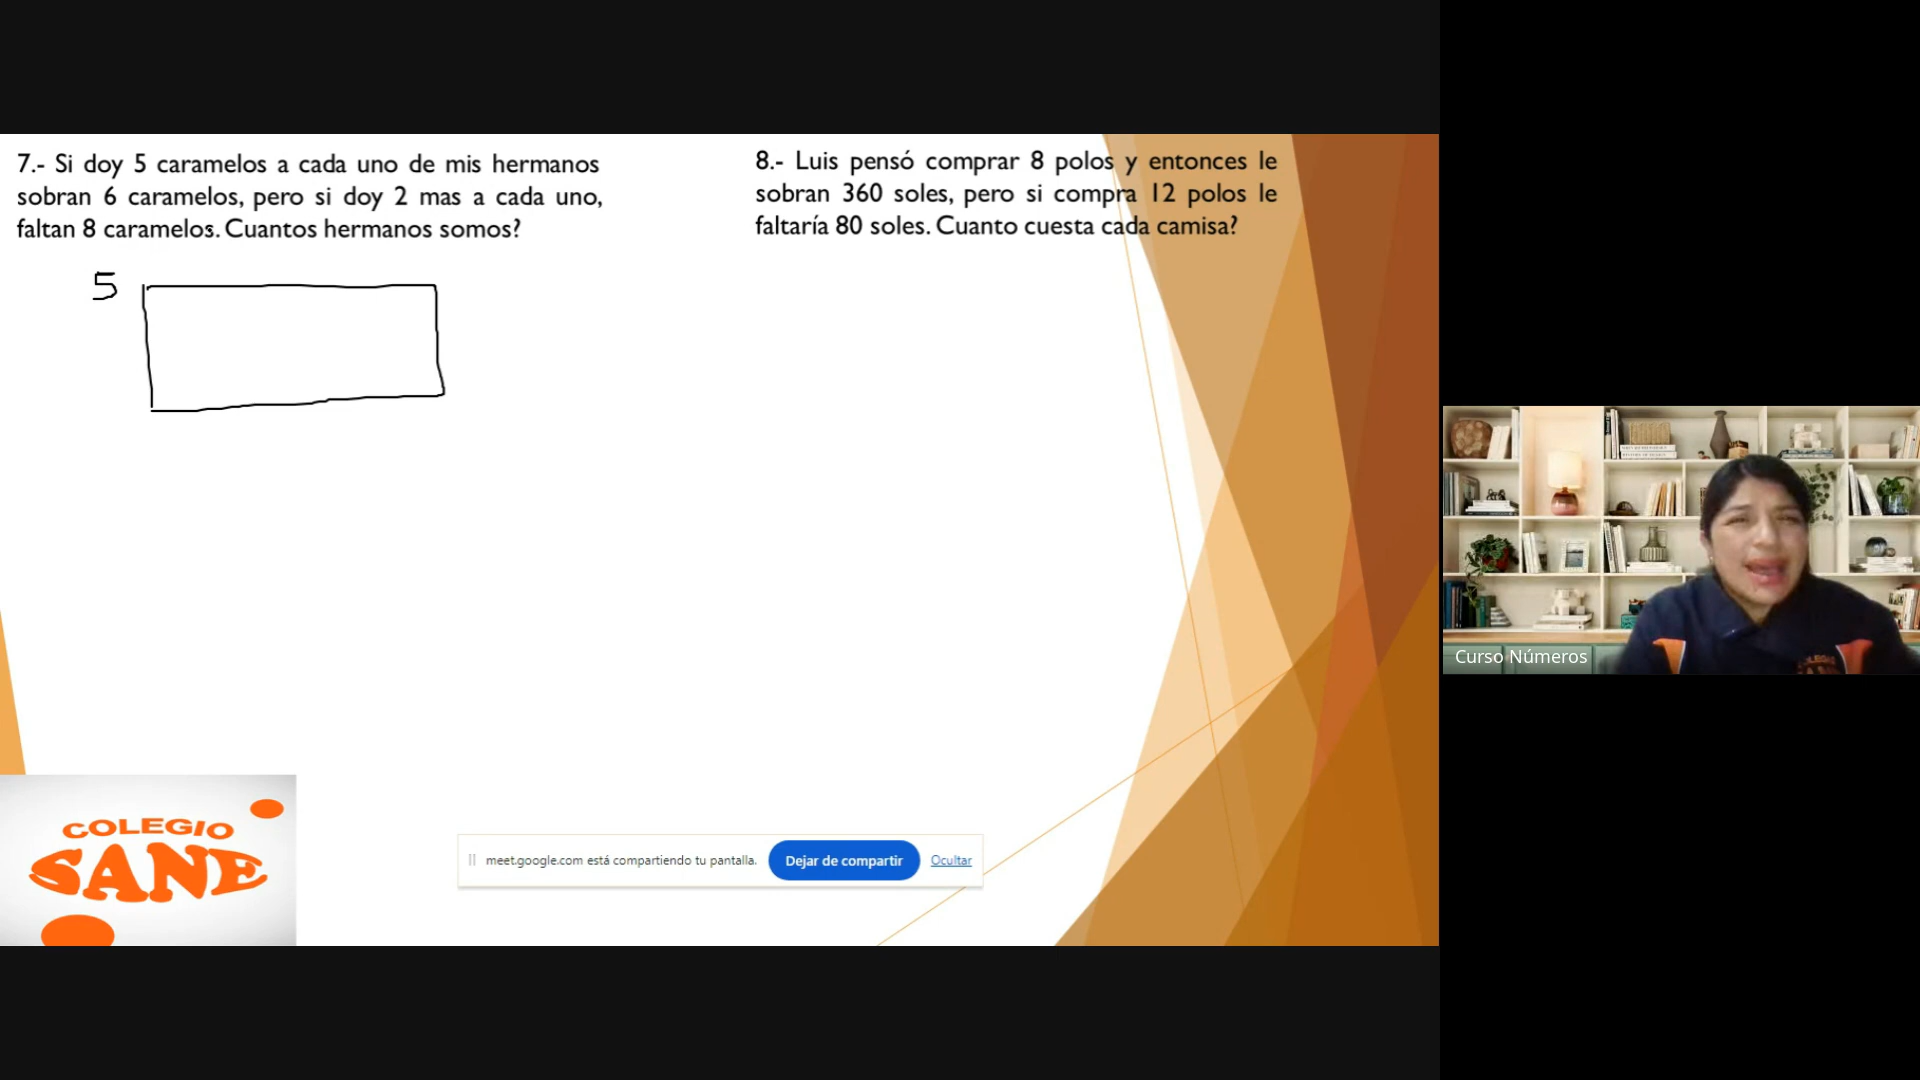 7.- Si doy 5 caramelos a cada uno de mis hermanos
sobran 6 caramelos, pero si doy 2 mas a cada uno,
faltan 8 caramelos. Cuantos hermanos somos?
5
8.- Luis pensó comprar 8 polos y entonces le
sobran 360 soles, pero si compra 12 polos le
faltaría 80 soles. Cuanto cuesta cada camisa?
COLEGIO
SANE
meet.google.com está compartiendo tu pantalla.
Dejar de compartir
Ocultar
Curso Números